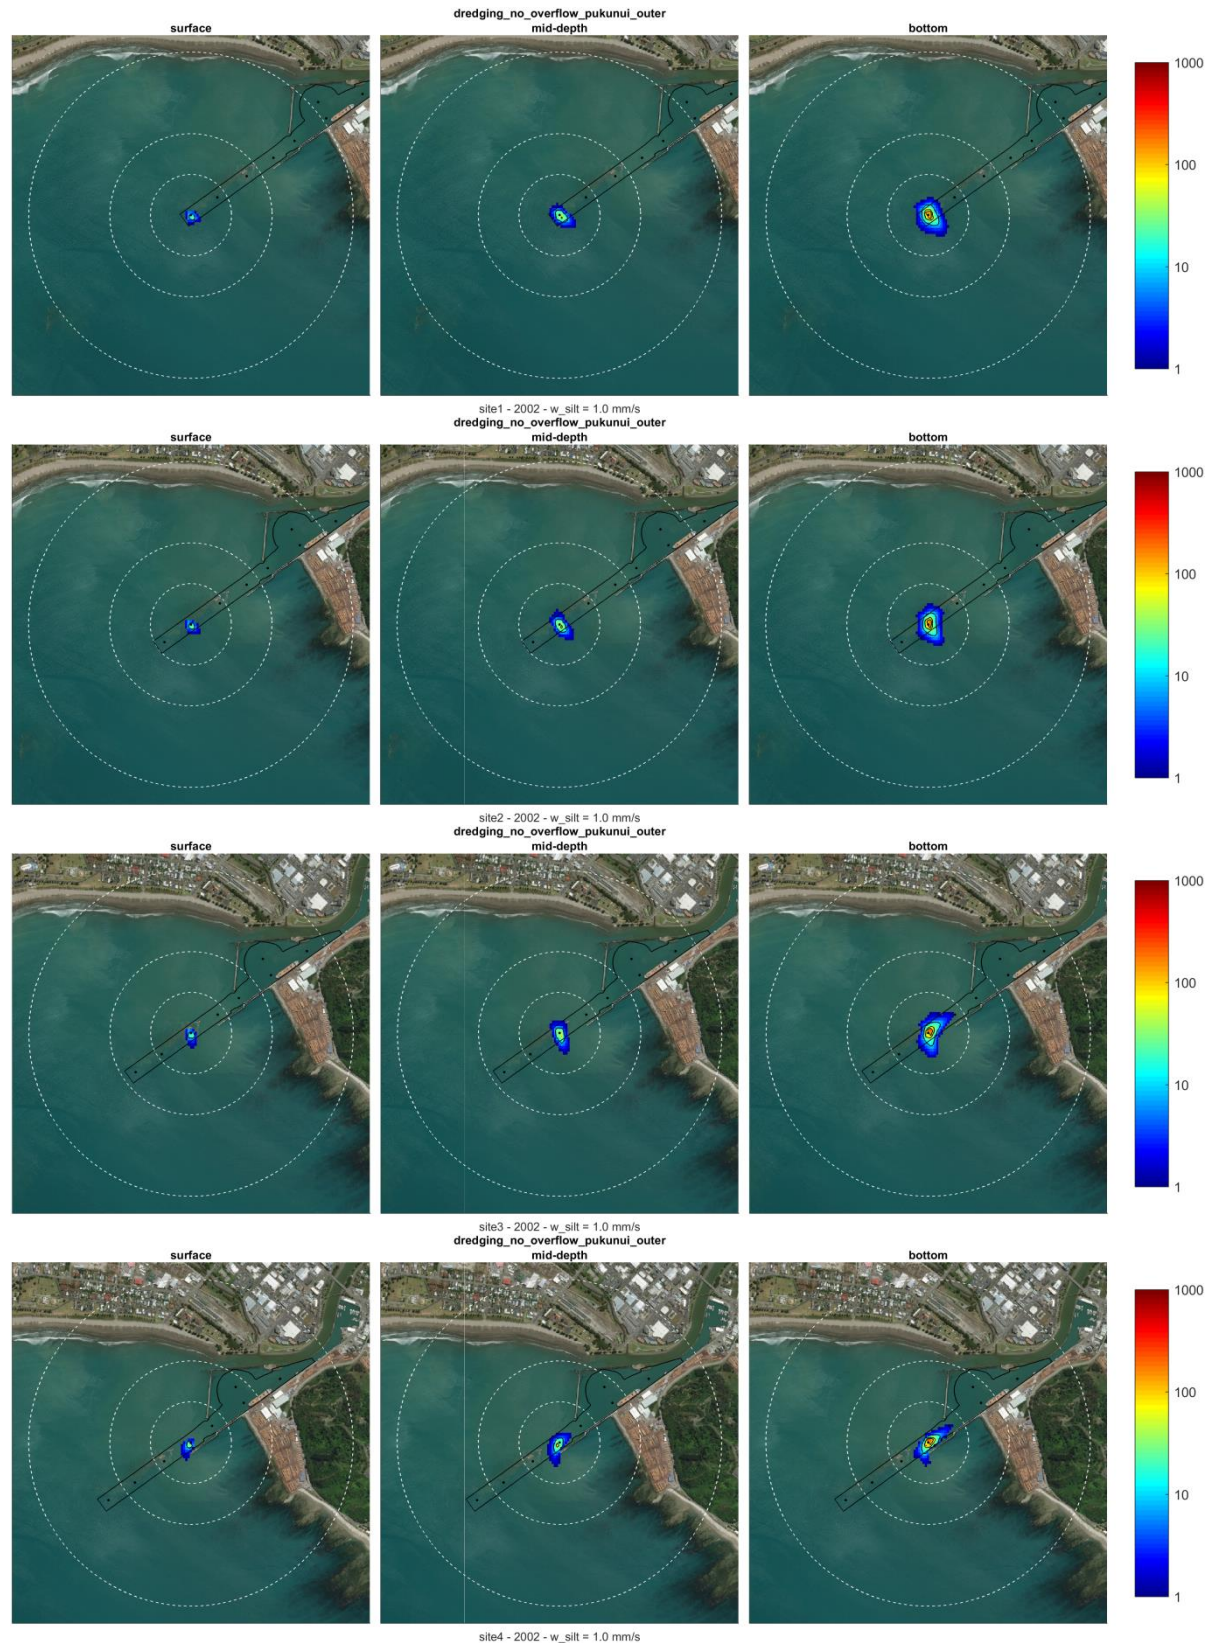 dredging_no_overflow_pukunui_outer
surface mid-depth bottom
1000
100
10
1
site1 - 2002 - w_silt = 1.0 mm/s
dredging_no_overflow_pukunui_outer
surface mid-depth bottom
1000
100
10
1
site2 - 2002 - w_silt = 1.0 mm/s
dredging_no_overflow_pukunui_outer
surface mid-depth bottom
1000
100
10
1
site3 - 2002 - w_silt = 1.0 mm/s
dredging_no_overflow_pukunui_outer
surface mid-depth bottom
1000
100
10
1
site4 - 2002 - w_silt = 1.0 mm/s